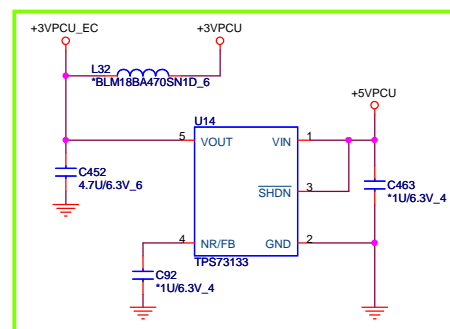 +3VPCU_EC
+3VPCU
L32
*BLM18BA470SN1D_6
+5VPCU
U14
5 VOUT VIN 1
C452
4.7U/6.3V_6
C463
*1U/6.3V_4
SHDN 3
4 NR/FB GND 2
TPS73133
C92
*1U/6.3V_4